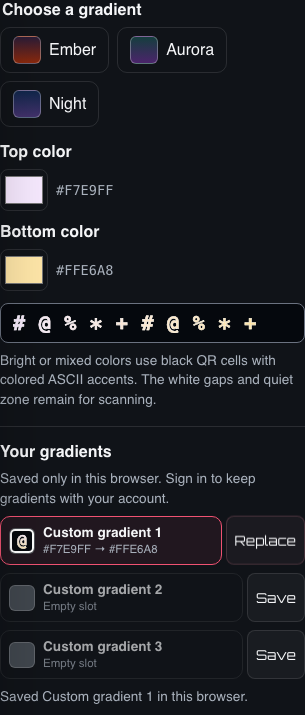 Choose a gradient
Ember
Aurora
Night
Top color
#F7E9FF
Bottom color
#FFE6A8
# @ % * + # @ % * +
Bright or mixed colors use black QR cells with
colored ASCII accents. The white gaps and quiet
zone remain for scanning.
Your gradients
Saved only in this browser. Sign in to keep
gradients with your account.
@
Custom gradient 1
#F7E9FF → #FFE6A8
Replace
Custom gradient 2
Empty slot
Save
Custom gradient 3
Empty slot
Save
Saved Custom gradient 1 in this browser.